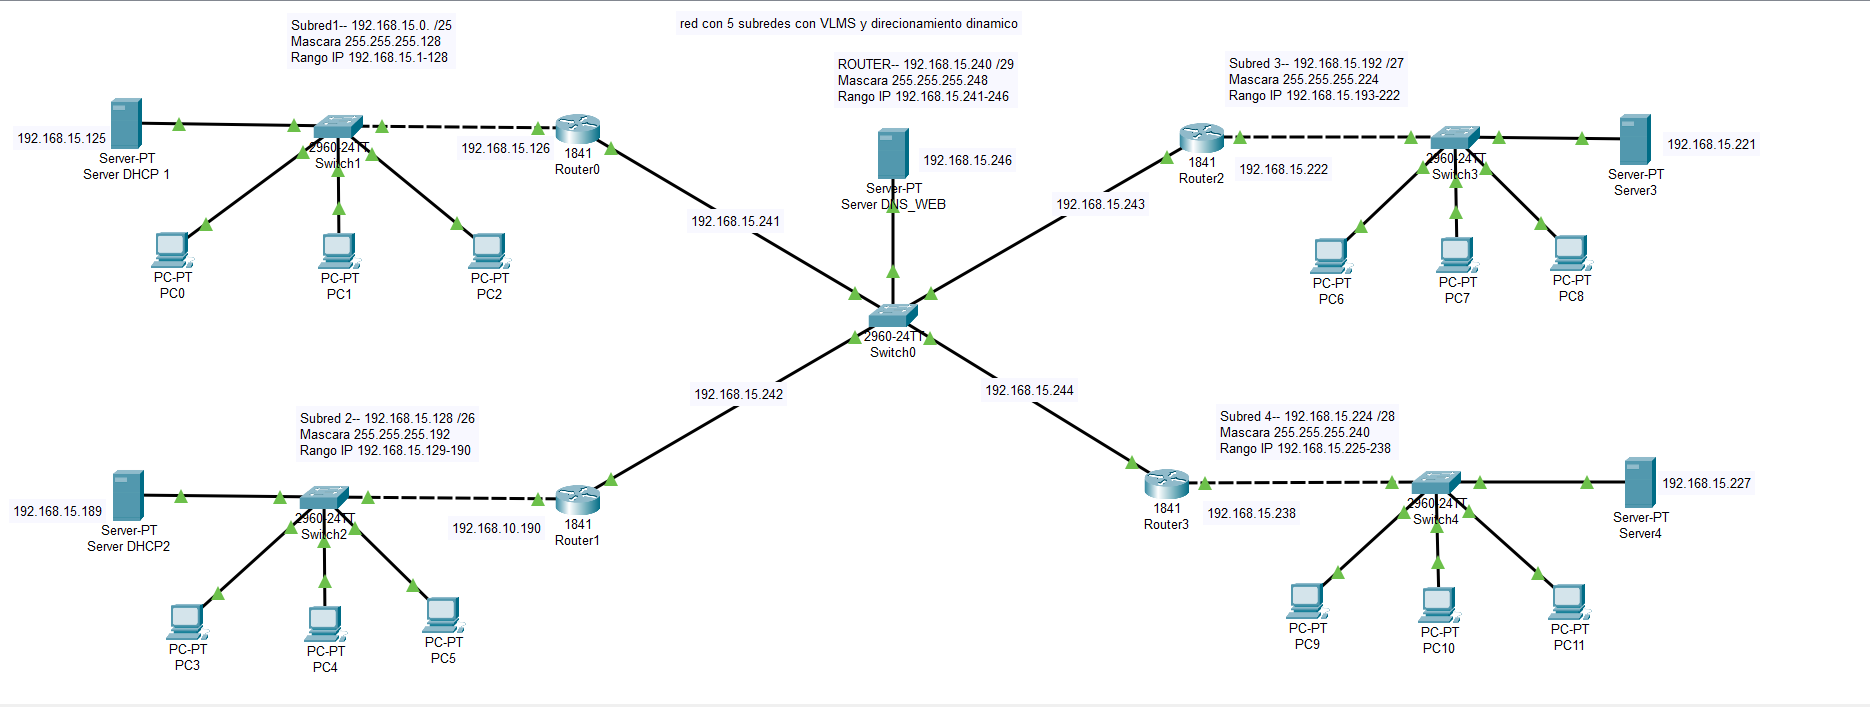 red con 5 subredes con VLMS y direcionamiento dinamico
Subred1-- 192.168.15.0. /25
Mascara 255.255.255.128
Rango IP 192.168.15.1-128
192.168.15.125
Server-PT
Server DHCP 1
2960-24TT
Switch1
192.168.15.126
1841
Router0
PC-PT
PC0
PC-PT
PC1
PC-PT
PC2
192.168.15.241
ROUTER-- 192.168.15.240 /29
Mascara 255.255.255.248
Rango IP 192.168.15.241-246
192.168.15.246
Server-PT
Server DNS_WEB
192.168.15.243
Subred 3-- 192.168.15.192 /27
Mascara 255.255.255.224
Rango IP 192.168.15.193-222
1841
Router2
192.168.15.222
2960-24TT
Switch3
192.168.15.221
Server-PT
Server3
PC-PT
PC6
PC-PT
PC7
PC-PT
PC8
2960-24TT
Switch0
192.168.15.242
192.168.15.244
Subred 2-- 192.168.15.128 /26
Mascara 255.255.255.192
Rango IP 192.168.15.129-190
192.168.15.189
Server-PT
Server DHCP2
2960-24TT
Switch2
192.168.10.190
1841
Router1
PC-PT
PC3
PC-PT
PC4
PC-PT
PC5
Subred 4-- 192.168.15.224 /28
Mascara 255.255.255.240
Rango IP 192.168.15.225-238
1841
Router3
192.168.15.238
2960-24TT
Switch4
192.168.15.227
Server-PT
Server4
PC-PT
PC9
PC-PT
PC10
PC-PT
PC11